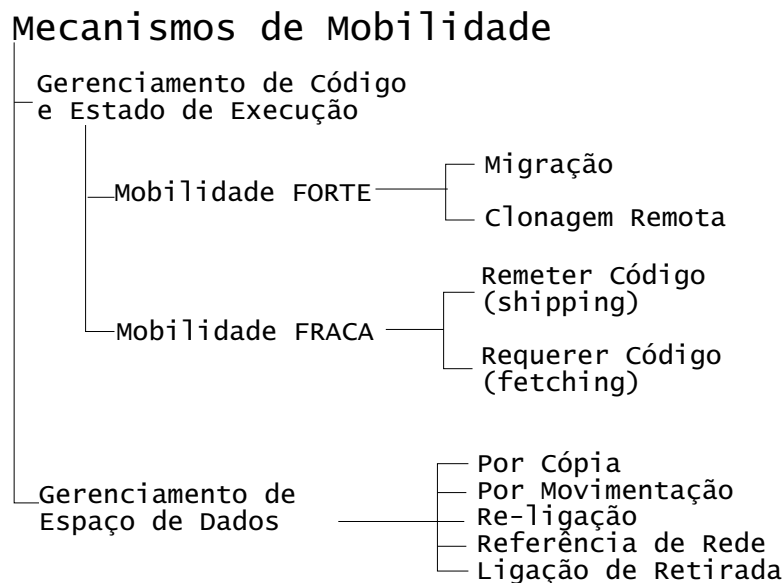 Mecanismos de Mobilidade
Gerenciamento de Código
e Estado de Execução
Mobilidade FORTE
Migração
Clonagem Remota
Mobilidade FRACA
Remeter Código
(shipping)
Requerer Código
(fetching)
Gerenciamento de
Espaço de Dados
Por Cópia
Por Movimentação
Re-ligação
Referência de Rede
Ligação de Retirada